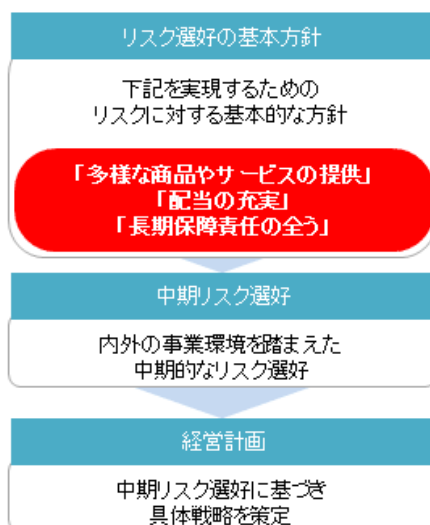 リスク選好の基本方針
下記を実現するための
リスクに対する基本的な方針
「多様な商品やサービスの提供」
「配当の充実」
「長期保障責任の全う」
中期リスク選好
内外の事業環境を踏まえた
中期的なリスク選好
経営計画
中期リスク選好に基づき
具体戦略を策定